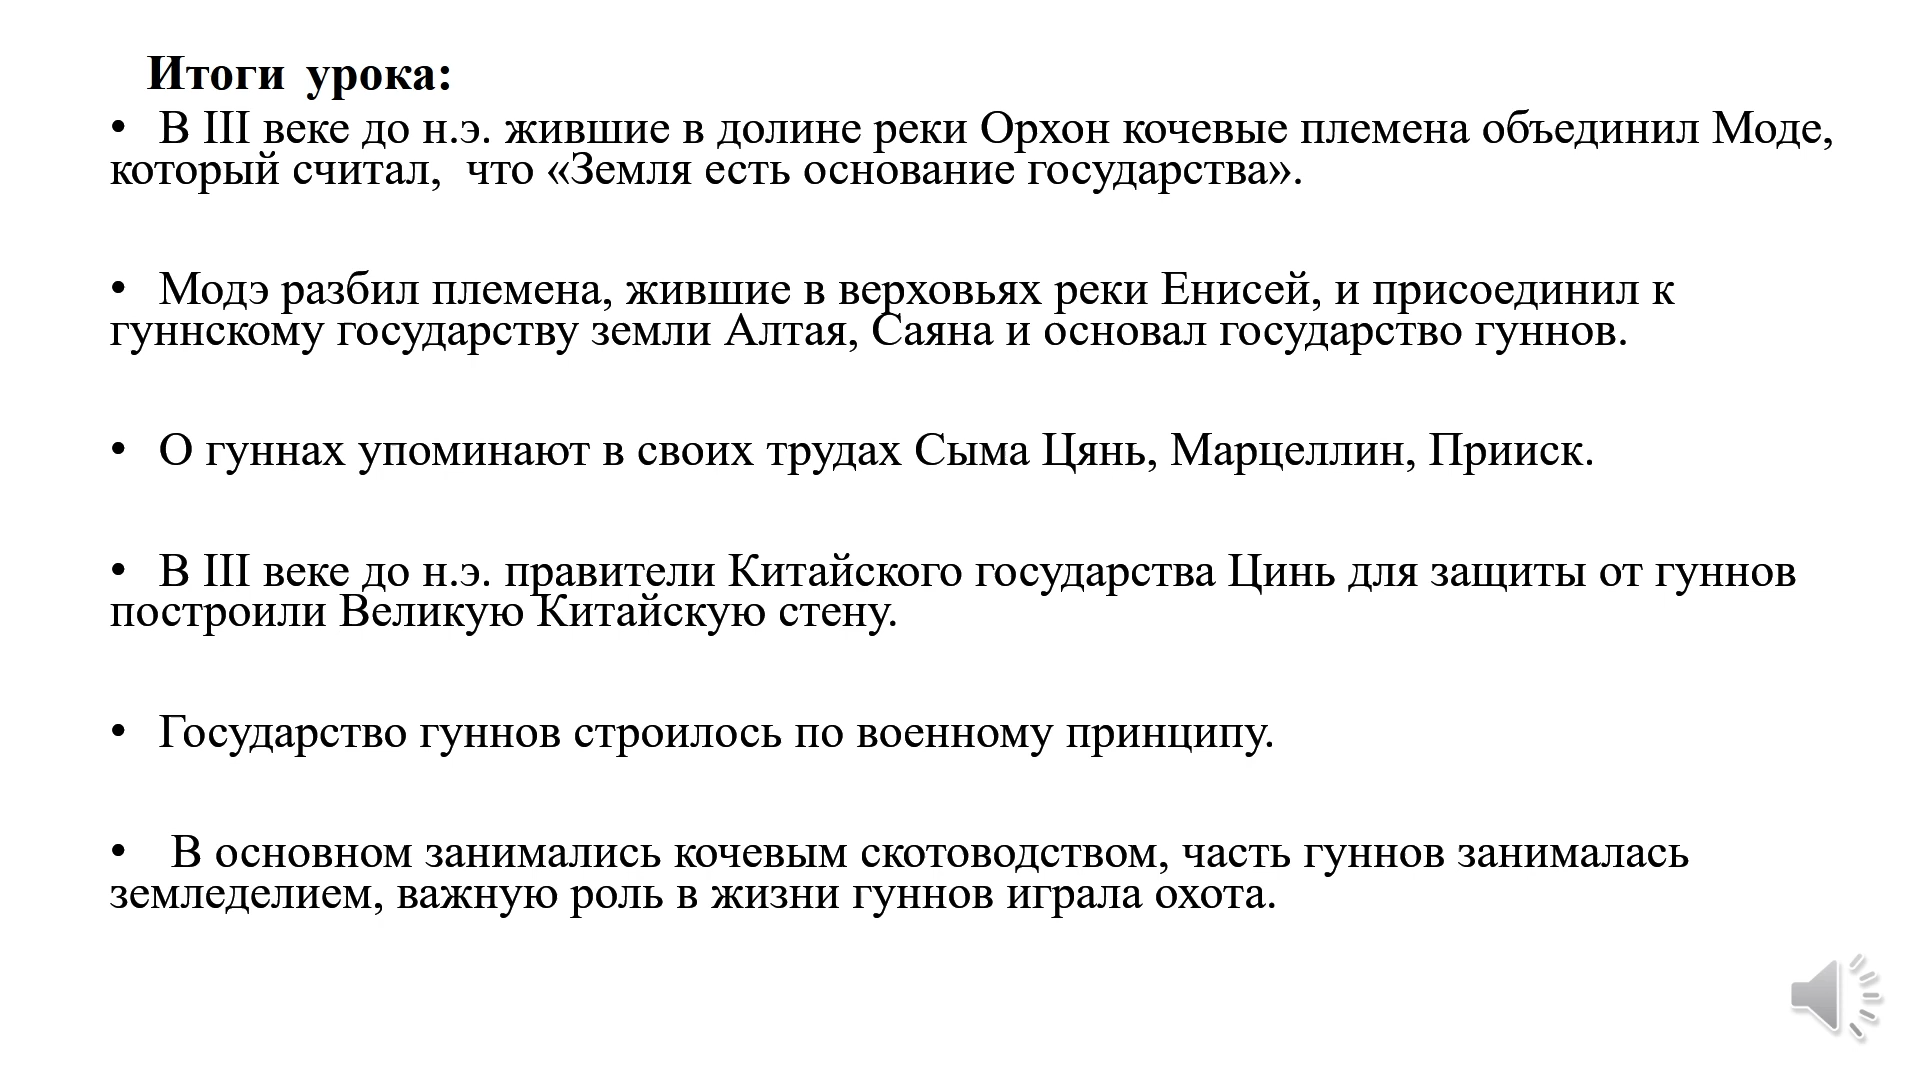 Итоги урока:
• В III веке до н.э. жившие в долине реки Орхон кочевые племена объединил Моде,
который считал, что «Земля есть основание государства».
• Модэ разбил племена, жившие в верховьях реки Енисей, и присоединил к
гуннскому государству земли Алтая, Саяна и основал государство гуннов.
• О гуннах упоминают в своих трудах Сыма Цянь, Марцеллин, Прииск.
• В III веке до н.э. правители Китайского государства Цинь для защиты от гуннов
построили Великую Китайскую стену.
• Государство гуннов строилось по военному принципу.
• В основном занимались кочевым скотоводством, часть гуннов занималась
земледелием, важную роль в жизни гуннов играла охота.